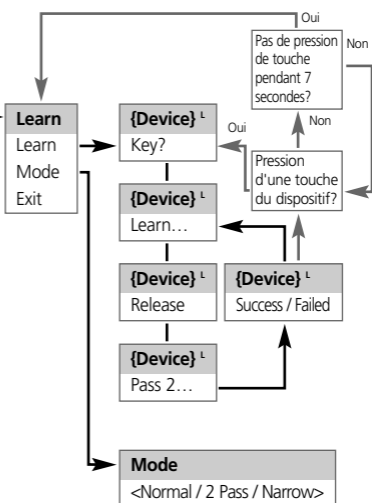 Oui
Pas de pression
de touche
pendant 7
secondes?
Non
Learn
Learn
Mode
Exit
{Device} L
Key?
Oui
Non
Pression
d'une touche
du dispositif?
{Device} L
Learn…
{Device} L
Release
{Device} L
Success / Failed
{Device} L
Pass 2…
Mode
<Normal / 2 Pass / Narrow>